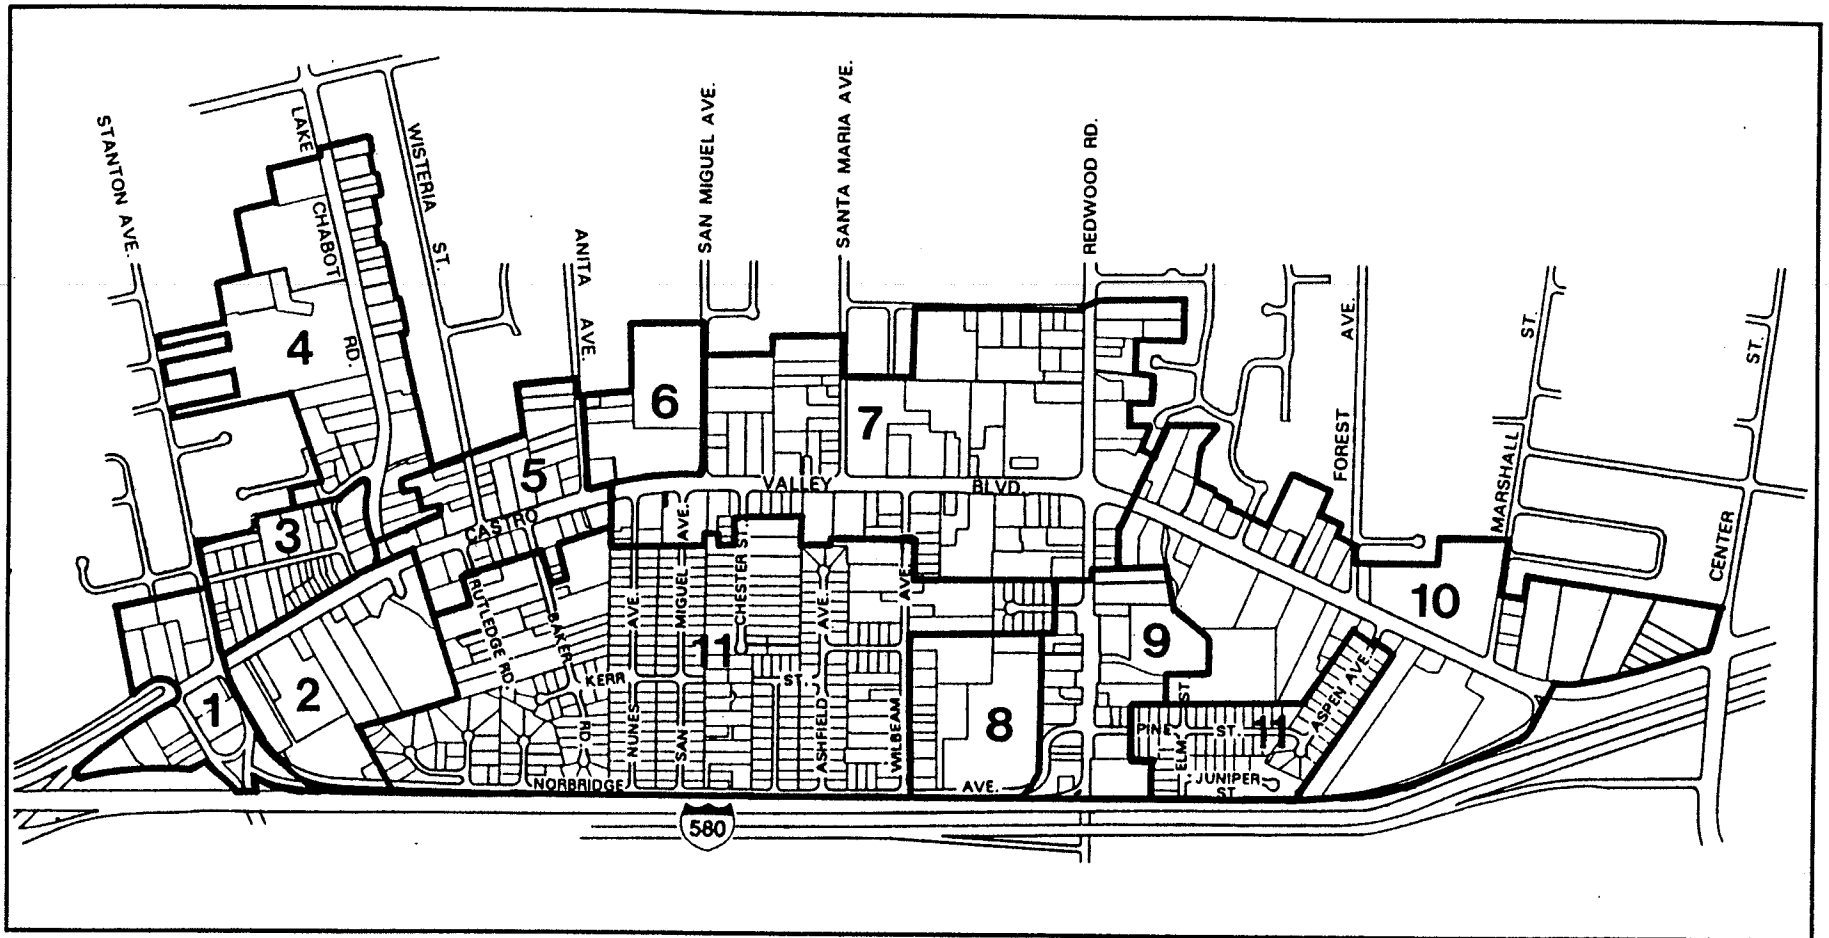 STANTON AVE.
LAKE
CHABOT
RD.
WISTERIA
ST.
ANITA
AVE.
SAN MIGUEL AVE.
SANTA MARIA AVE.
REDWOOD RD.
FOREST
AVE.
MARSHALL
ST.
CENTER
ST.
4
6
7
5
3
CASTRO
VALLEY
BLVD.
10
1
2
RUTLEDGE RD.
BAKER
RD.
NUNES
AVE.
SAN
MIGUEL
AVE.
CHESTER ST.
11
KERR
ST.
ASHFIELD
AVE.
WILBEAM
AVE.
8
9
PINE
ST.
11
ELM
ST.
ASPEN AVE.
JUNIPER
ST
NORBRIDGE
AVE.
580